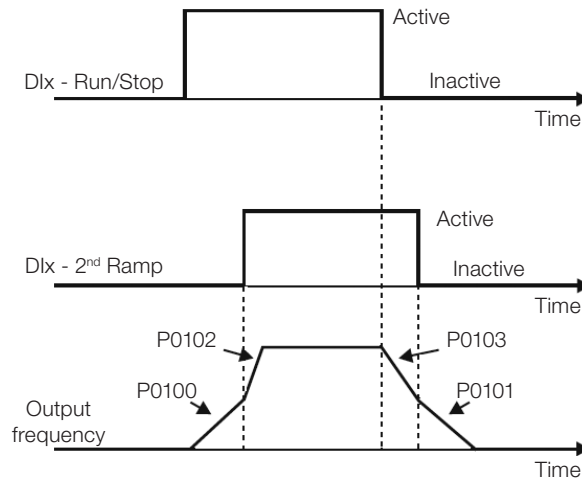 Active
DIx - Run/Stop
Inactive
Time
Active
DIx - 2nd Ramp
Inactive
Time
P0102
P0103
P0100
P0101
Output
frequency
Time